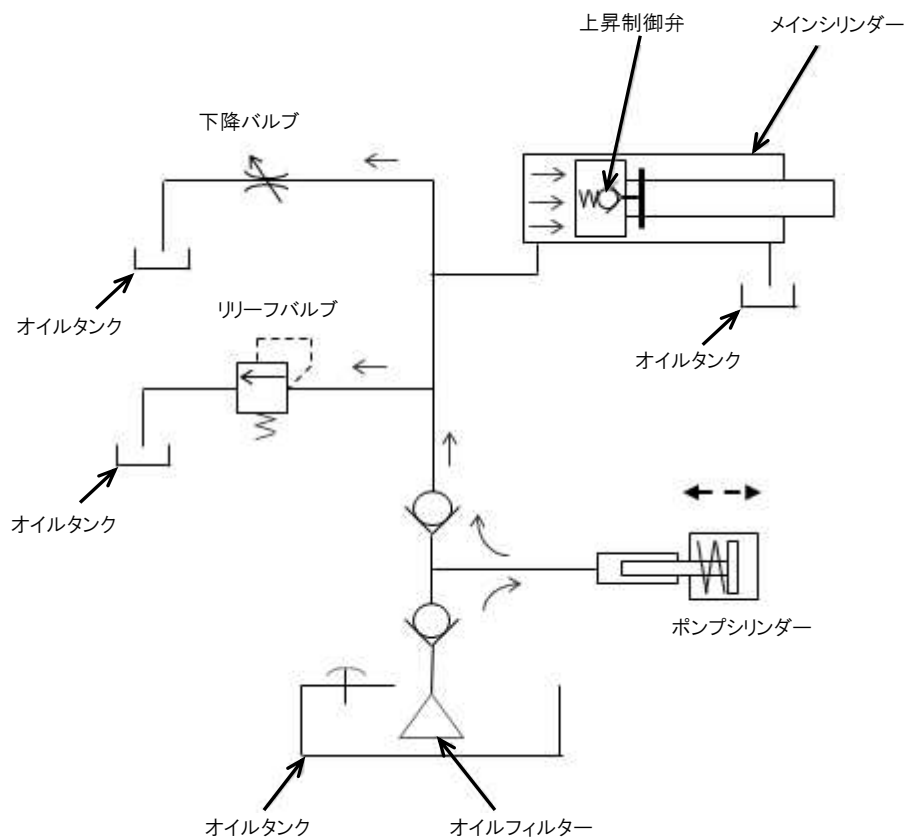 上昇制御弁
メインシリンダー
下降バルブ
オイルタンク
リリーフバルブ
オイルタンク
オイルタンク
ポンプシリンダー
オイルタンク
オイルフィルター